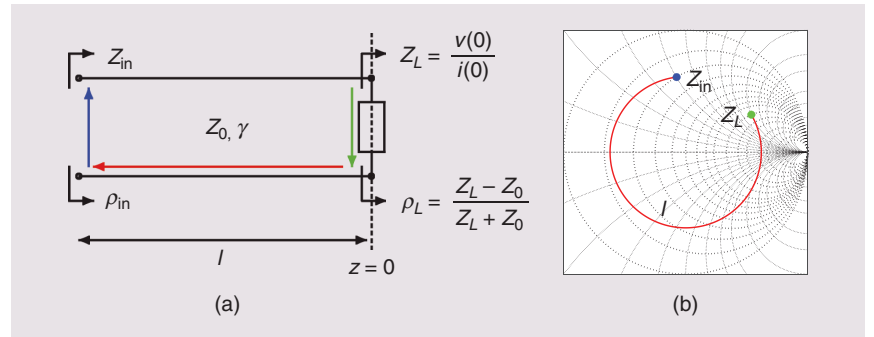 Z_in
Z_L = v(0)/i(0)
Z_0, γ
ρ_in
ρ_L = (Z_L – Z_0)/(Z_L + Z_0)
l
z = 0
(a)
Z_in
Z_L
l
(b)